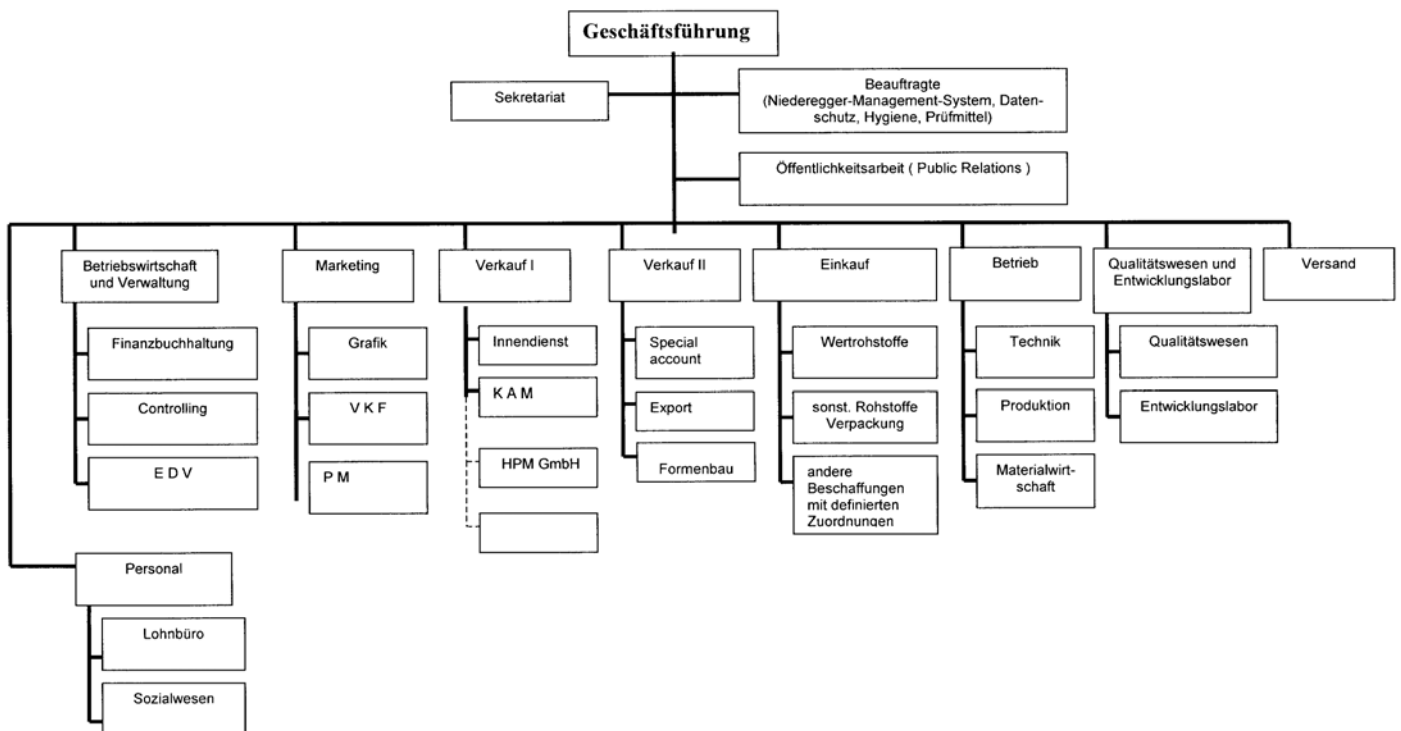 Geschäftsführung
Sekretariat
Beauftragte
(Niederegger-Management-System, Daten-
schutz, Hygiene, Prüfmittel)
Öffentlichkeitsarbeit ( Public Relations )
Betriebswirtschaft
und Verwaltung
Finanzbuchhaltung
Controlling
E D V
Marketing
Grafik
V K F
P M
Verkauf I
Innendienst
K A M
HPM GmbH
Verkauf II
Special
account
Export
Formenbau
Einkauf
Wertrohstoffe
sonst. Rohstoffe
Verpackung
andere
Beschaffungen
mit definierten
Zuordnungen
Betrieb
Technik
Produktion
Materialwirt-
schaft
Qualitätswesen und
Entwicklungslabor
Qualitätswesen
Entwicklungslabor
Versand
Personal
Lohnbüro
Sozialwesen